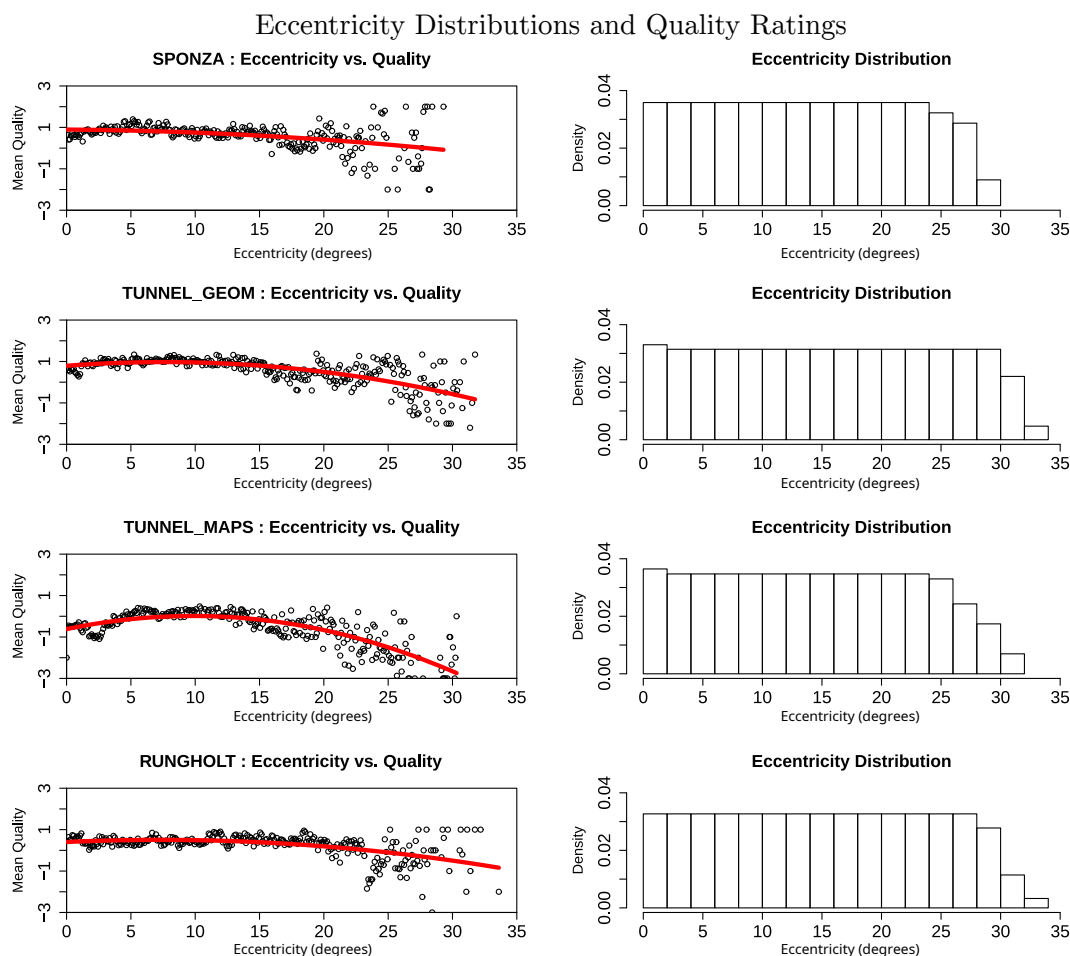 Eccentricity Distributions and Quality Ratings
SPONZA : Eccentricity vs. Quality
Mean Quality
3
1
−1
−3
0 5 10 15 20 25 30 35
Eccentricity (degrees)
Eccentricity Distribution
Density
0.04
0.02
0.00
0 5 10 15 20 25 30 35
Eccentricity (degrees)
TUNNEL_GEOM : Eccentricity vs. Quality
Mean Quality
3
1
−1
−3
0 5 10 15 20 25 30 35
Eccentricity (degrees)
Eccentricity Distribution
Density
0.04
0.02
0.00
0 5 10 15 20 25 30 35
Eccentricity (degrees)
TUNNEL_MAPS : Eccentricity vs. Quality
Mean Quality
3
1
−1
−3
0 5 10 15 20 25 30 35
Eccentricity (degrees)
Eccentricity Distribution
Density
0.04
0.02
0.00
0 5 10 15 20 25 30 35
Eccentricity (degrees)
RUNGHOLT : Eccentricity vs. Quality
Mean Quality
3
1
−1
−3
0 5 10 15 20 25 30 35
Eccentricity (degrees)
Eccentricity Distribution
Density
0.04
0.02
0.00
0 5 10 15 20 25 30 35
Eccentricity (degrees)